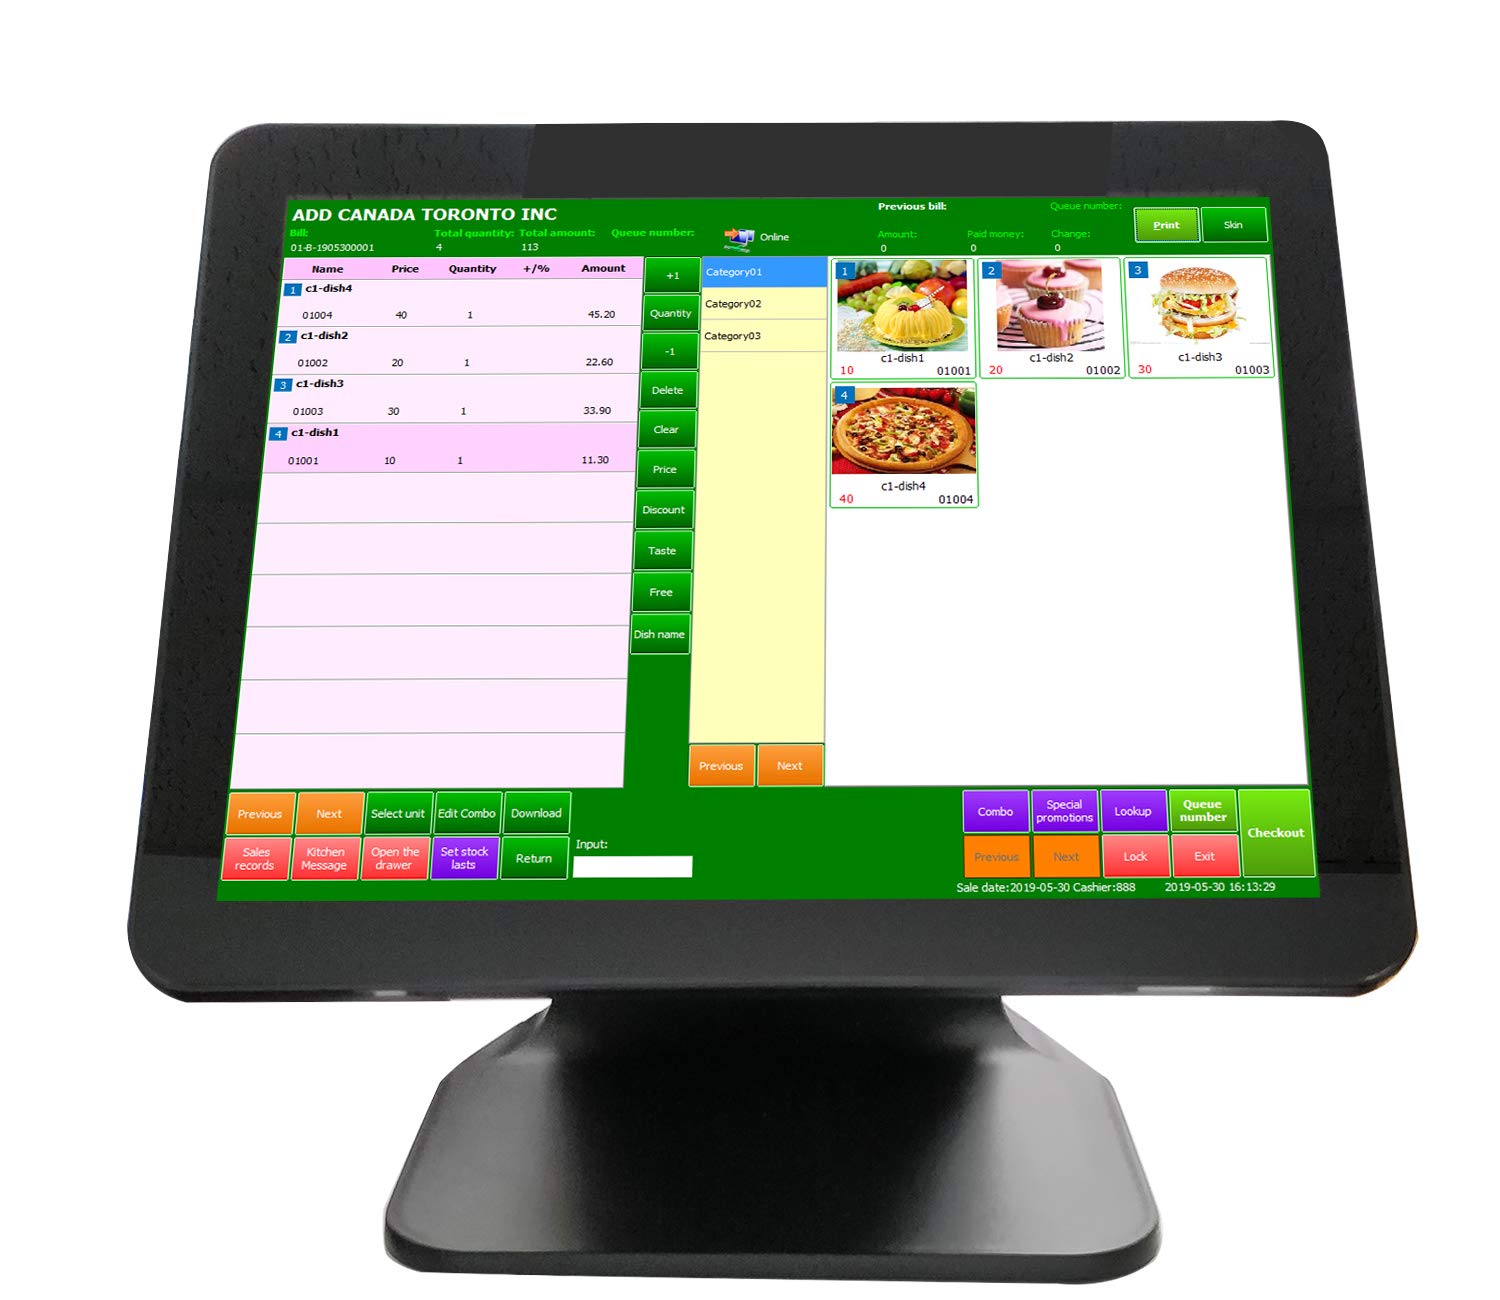 ADD CANADA TORONTO INC
Bill: Total quantity: Total amount: Queue number:
01-B-1905300001 4 113
Online
Previous bill: Queue number:
Amount: Paid money: Change:
0 0 0
Print Skin
Name Price Quantity +/% Amount
1 c1-dish4
01004 40 1 45.20
2 c1-dish2
01002 20 1 22.60
3 c1-dish3
01003 30 1 33.90
4 c1-dish1
01001 10 1 11.30
+1
Quantity
-1
Delete
Clear
Price
Discount
Taste
Free
Dish name
Category01
Category02
Category03
Previous Next
1
c1-dish1
10 01001
2
c1-dish2
20 01002
3
c1-dish3
30 01003
4
c1-dish4
40 01004
Previous Next Select unit Edit Combo Download
Sales
records
Kitchen
Message
Open the
drawer
Set stock
lasts
Return
Input:
Combo
Special
promotions
Lookup
Queue
number
Checkout
Previous Next Lock Exit
Sale date:2019-05-30 Cashier:888 2019-05-30 16:13:29